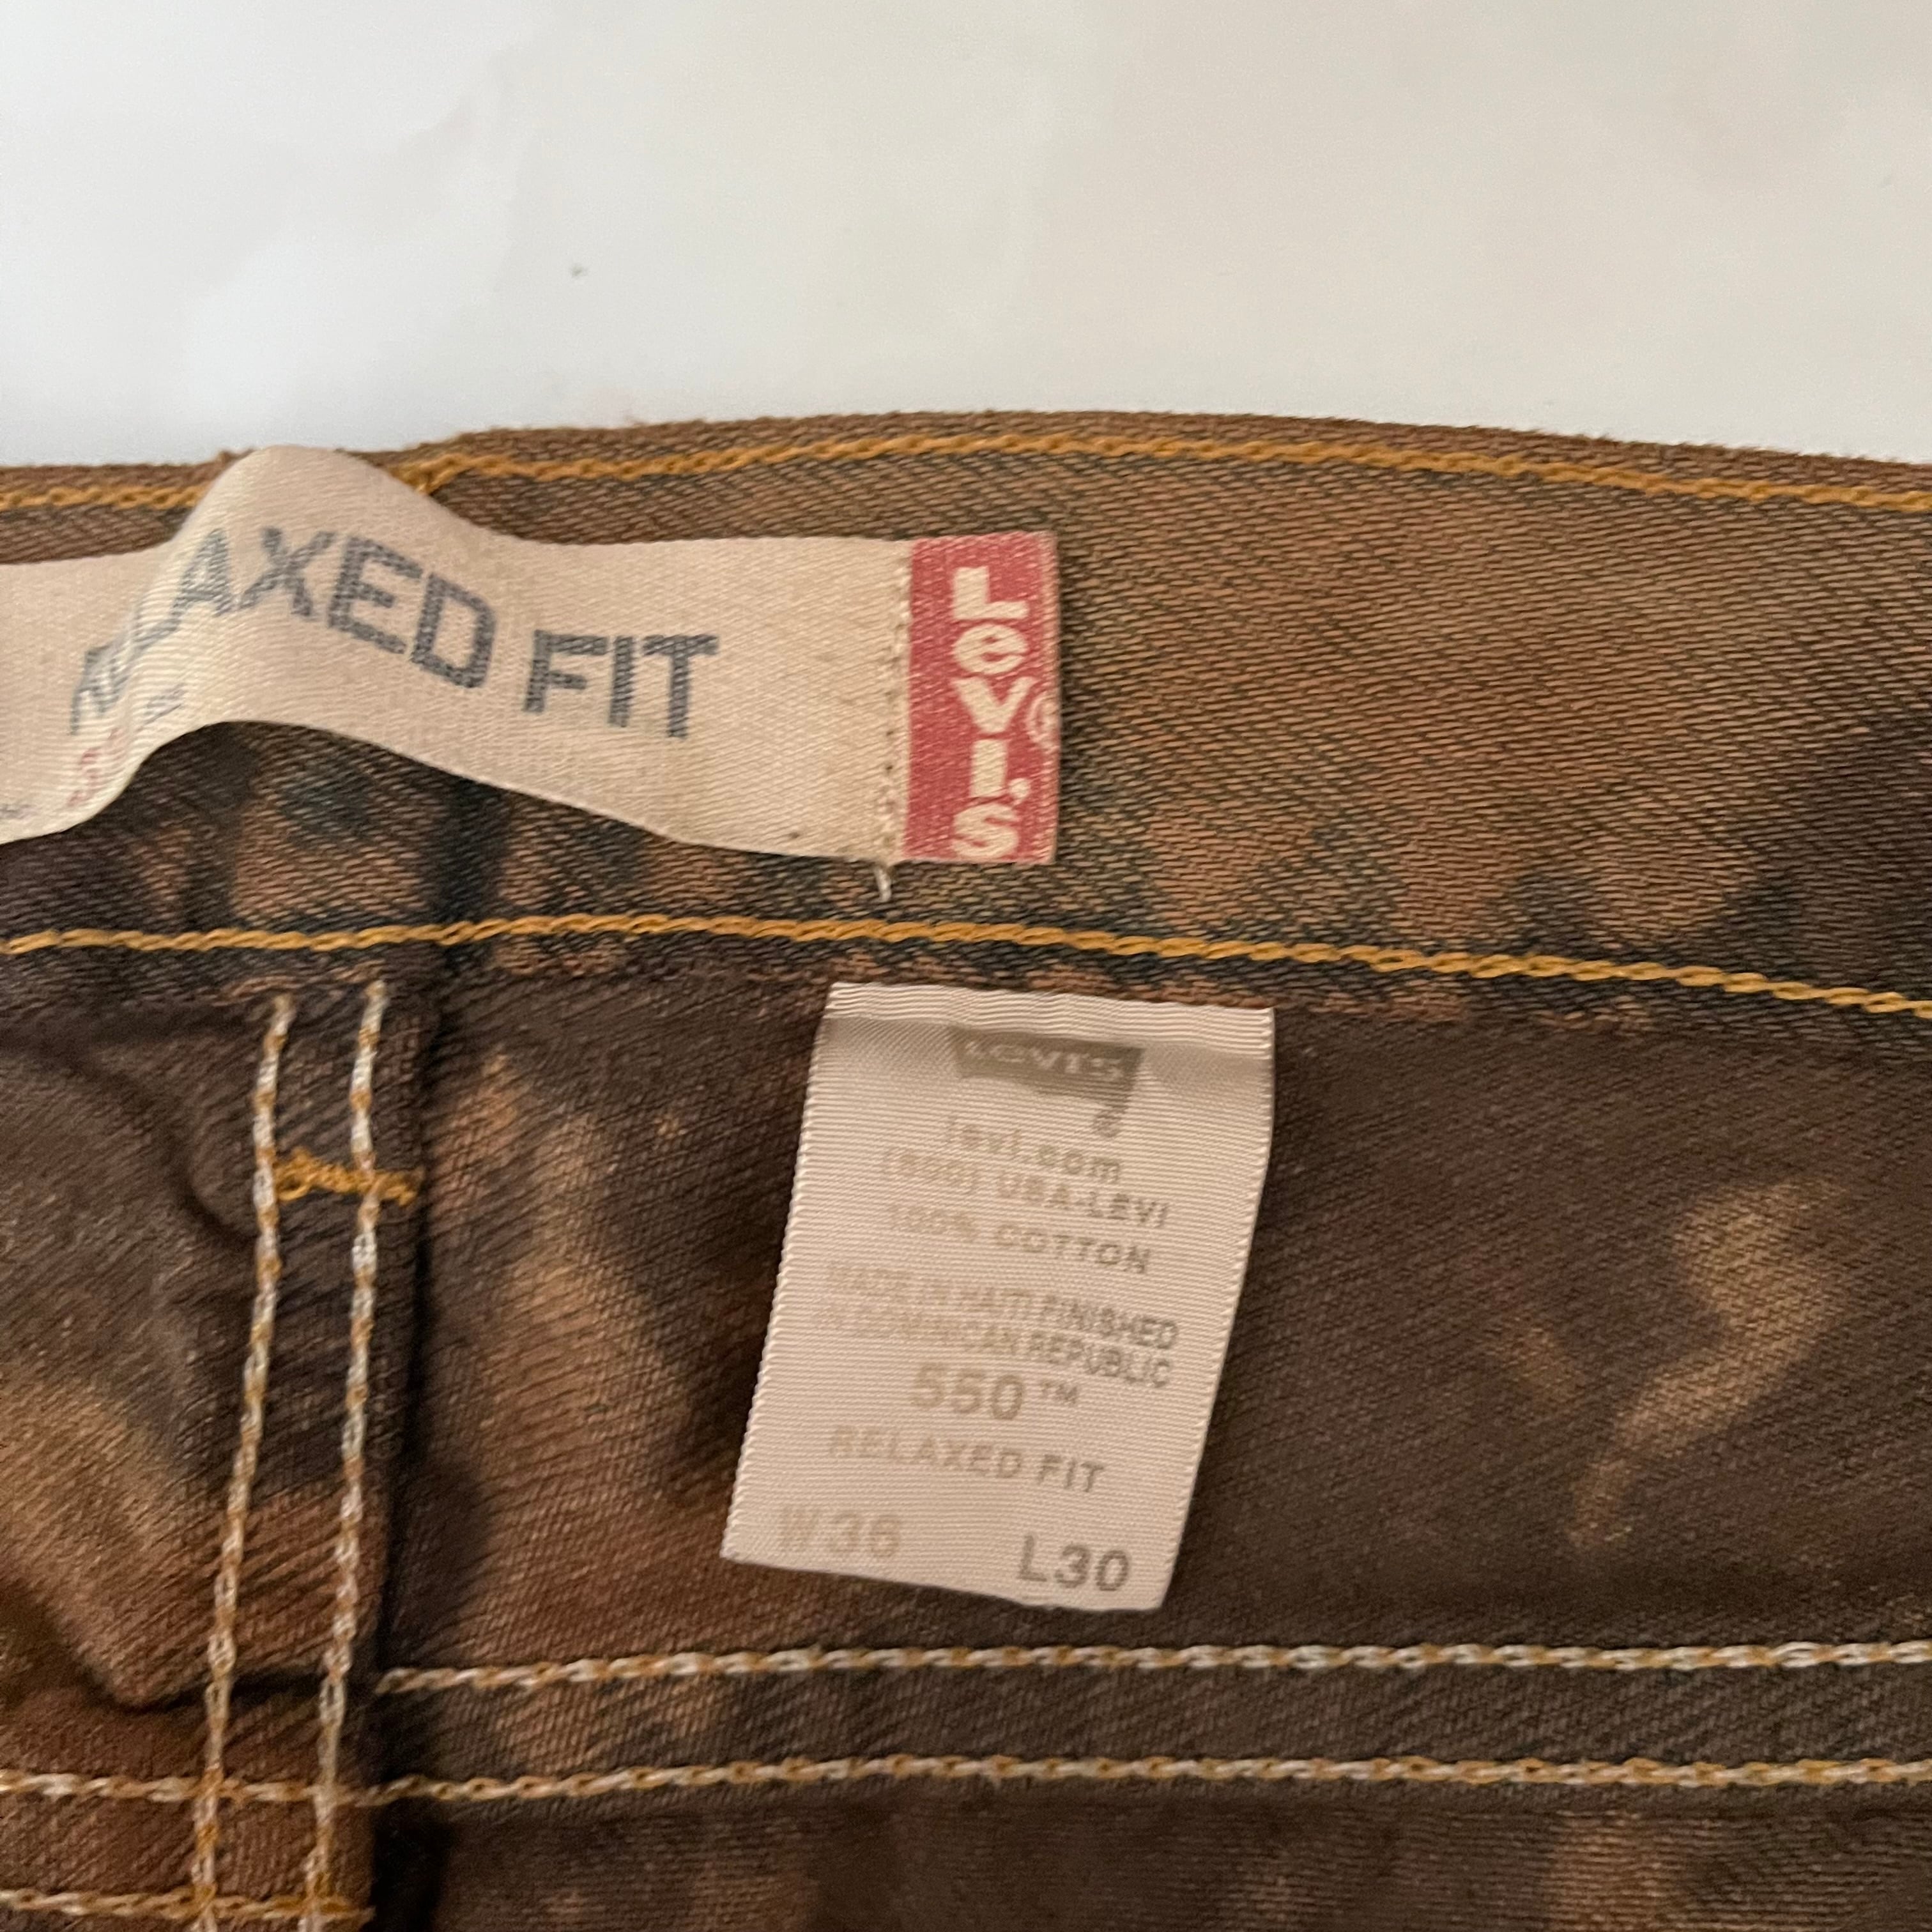 RELAXED FIT
LEVI'S
®
LEVI'S
®
levi.com
(800) USA-LEVI
100% COTTON
MADE IN HAITI FINISHED
IN DOMINICAN REPUBLIC
550™
RELAXED FIT
W36 L30